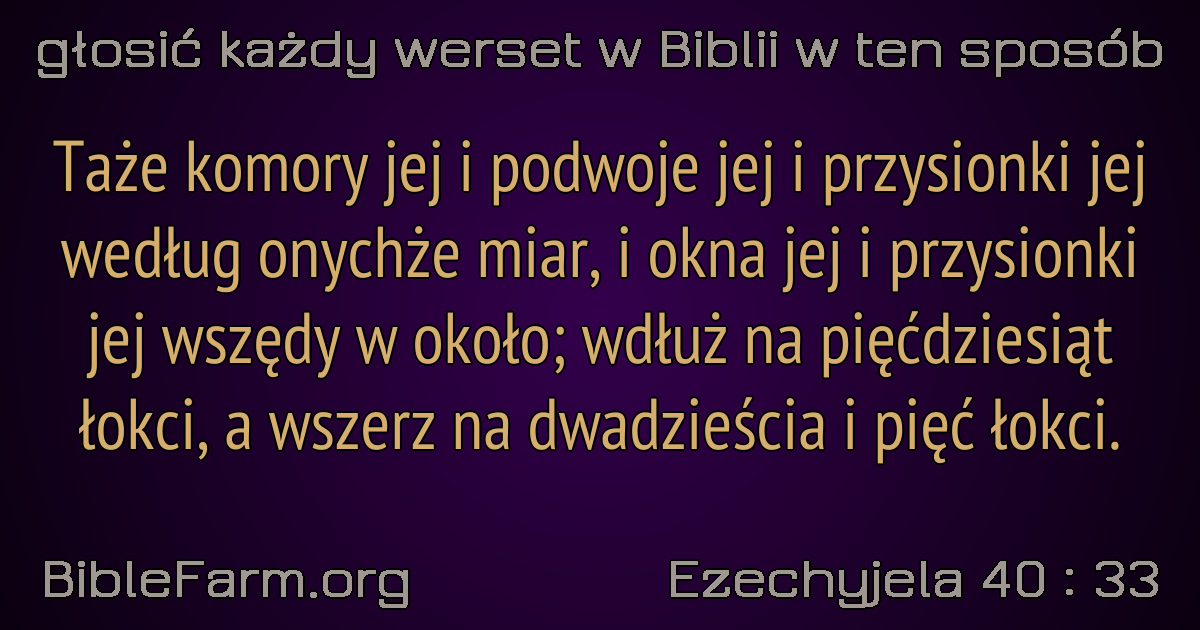 głosić każdy werset w Biblii w ten sposób
Taże komory jej i podwoje jej i przysionki jej
według onychże miar, i okna jej i przysionki
jej wszędy w około; wdłuż na pięćdziesiąt
łokci, a wszerz na dwadzieścia i pięć łokci.
BibleFarm.org
Ezechyjela 40 : 33